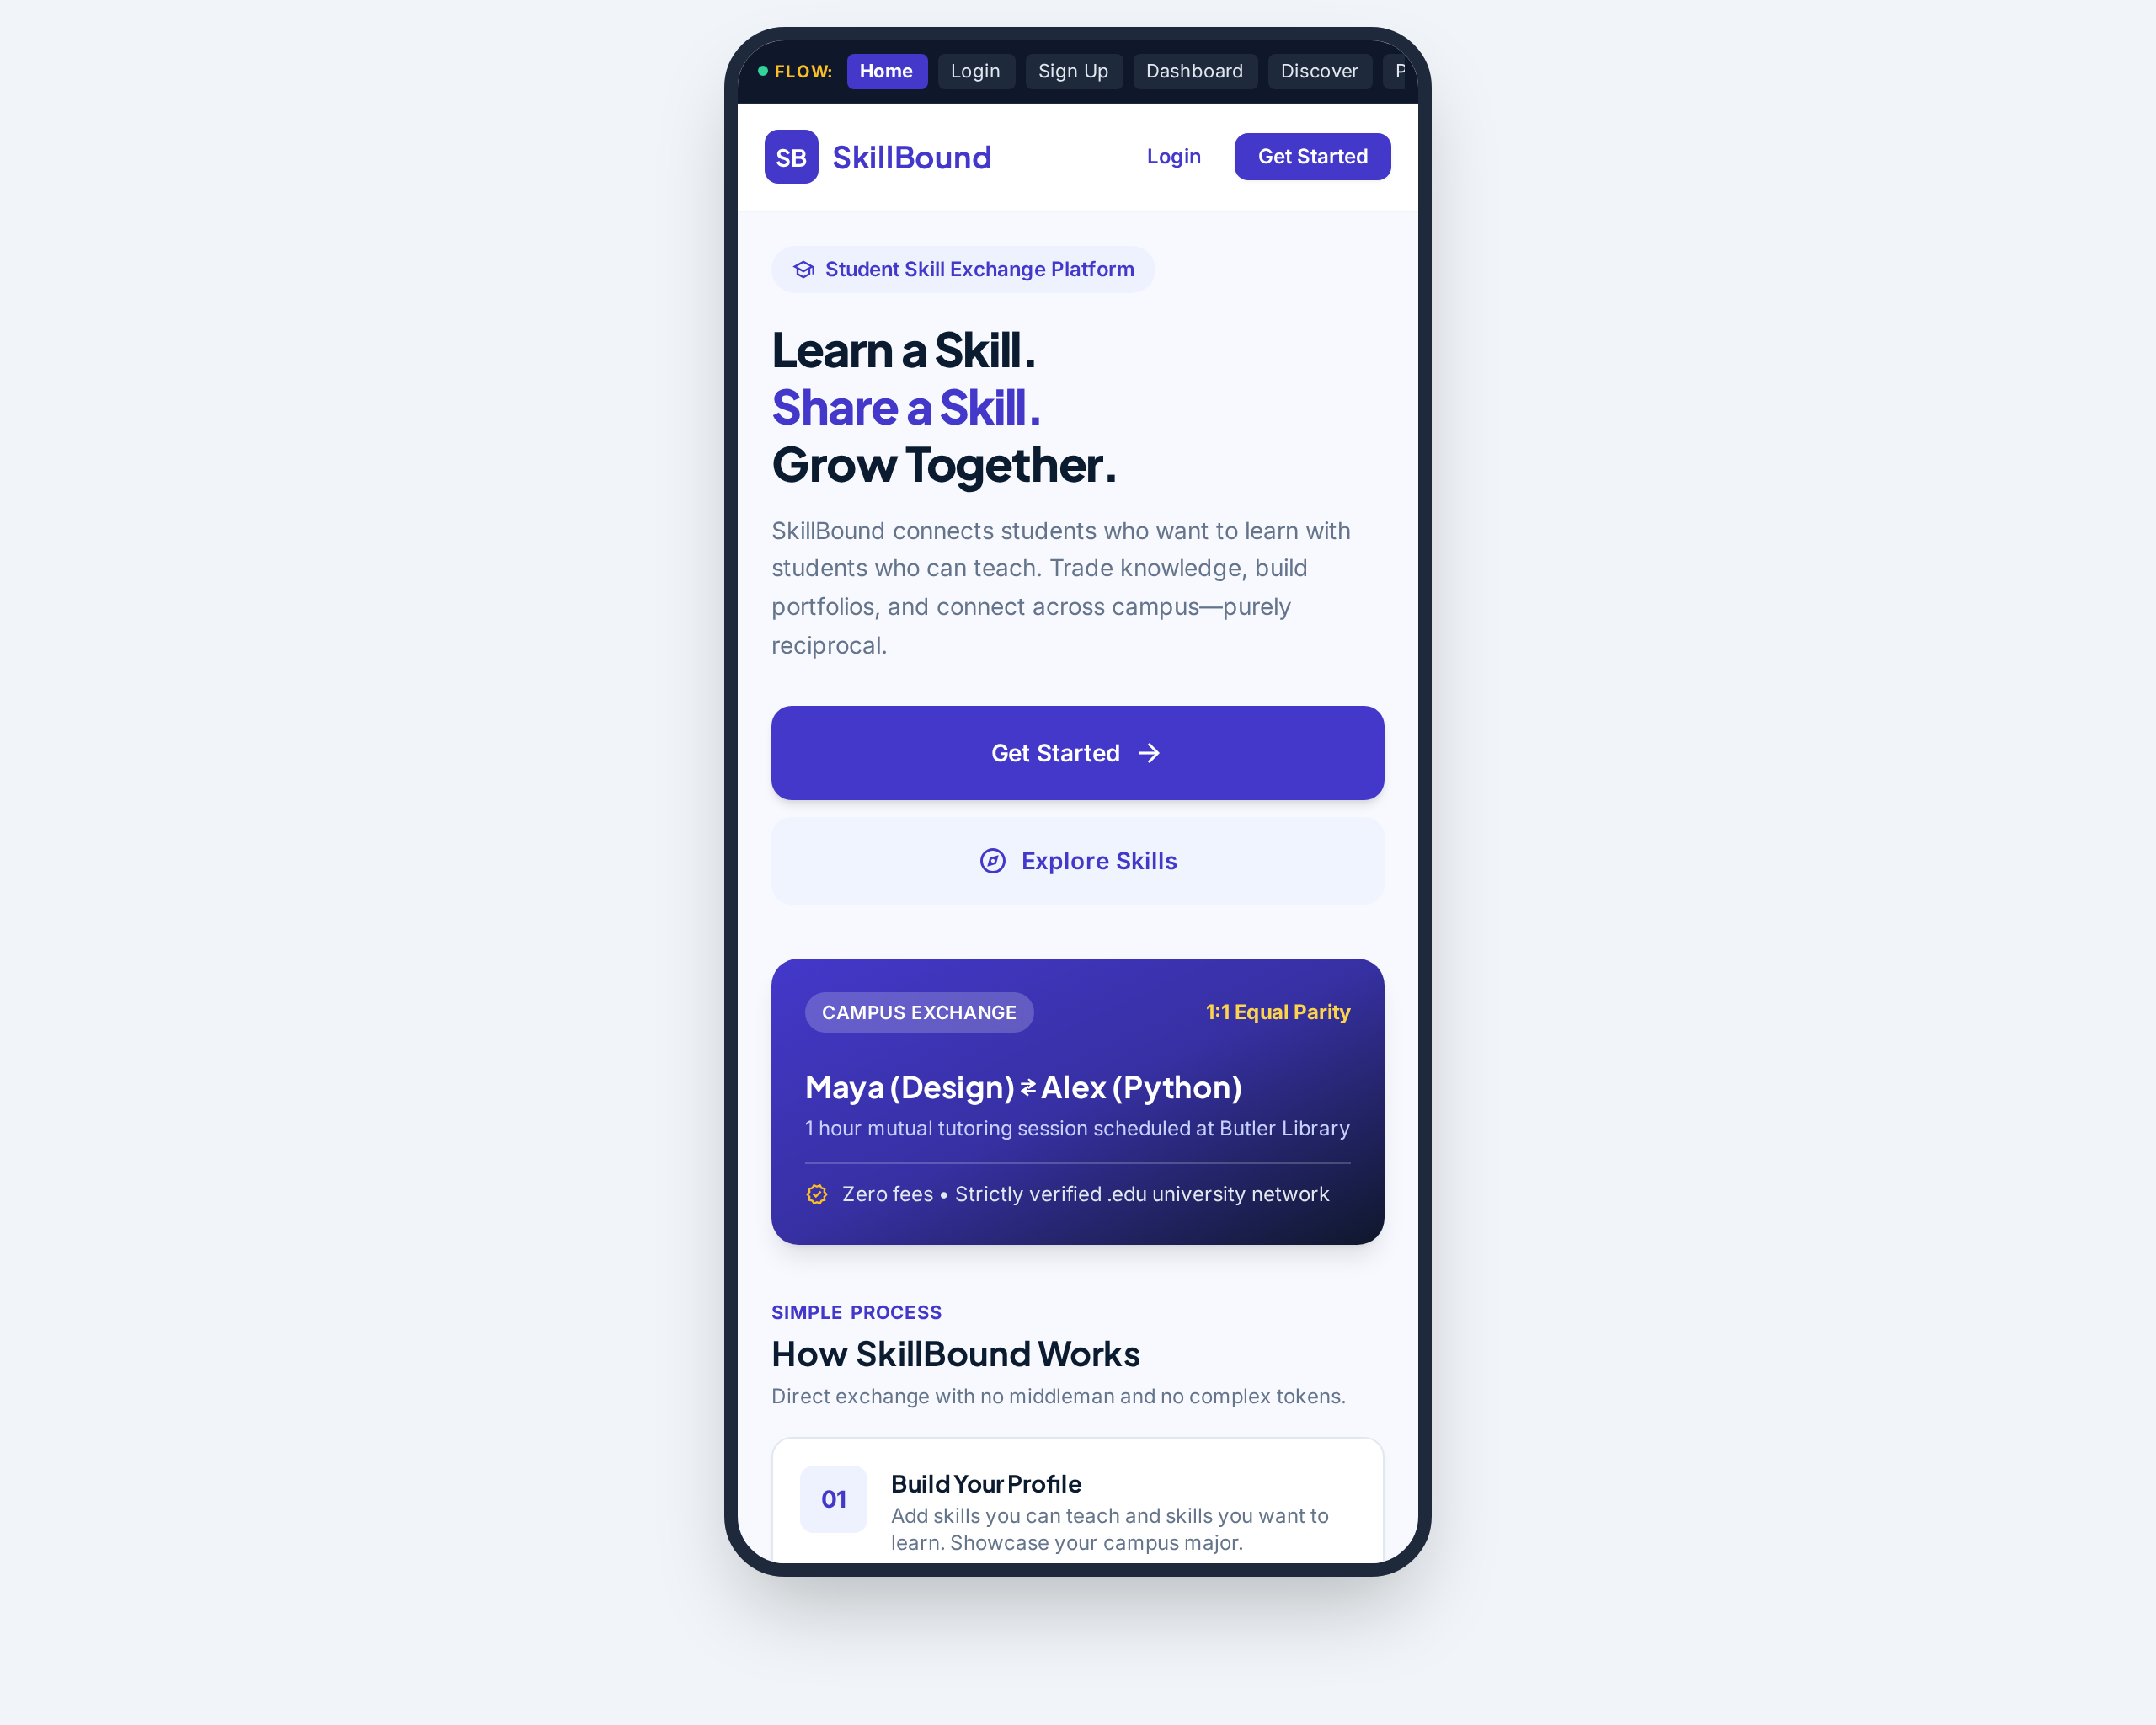 FLOW: Home Login Sign Up Dashboard Discover P
SB SkillBound Login Get Started
Student Skill Exchange Platform
Learn a Skill.
Share a Skill.
Grow Together.
SkillBound connects students who want to learn with
students who can teach. Trade knowledge, build
portfolios, and connect across campus—purely
reciprocal.
Get Started →
Explore Skills
CAMPUS EXCHANGE 1:1 Equal Parity
Maya (Design) ⇄ Alex (Python)
1 hour mutual tutoring session scheduled at Butler Library
Zero fees • Strictly verified .edu university network
SIMPLE PROCESS
How SkillBound Works
Direct exchange with no middleman and no complex tokens.
01 Build Your Profile
Add skills you can teach and skills you want to
learn. Showcase your campus major.